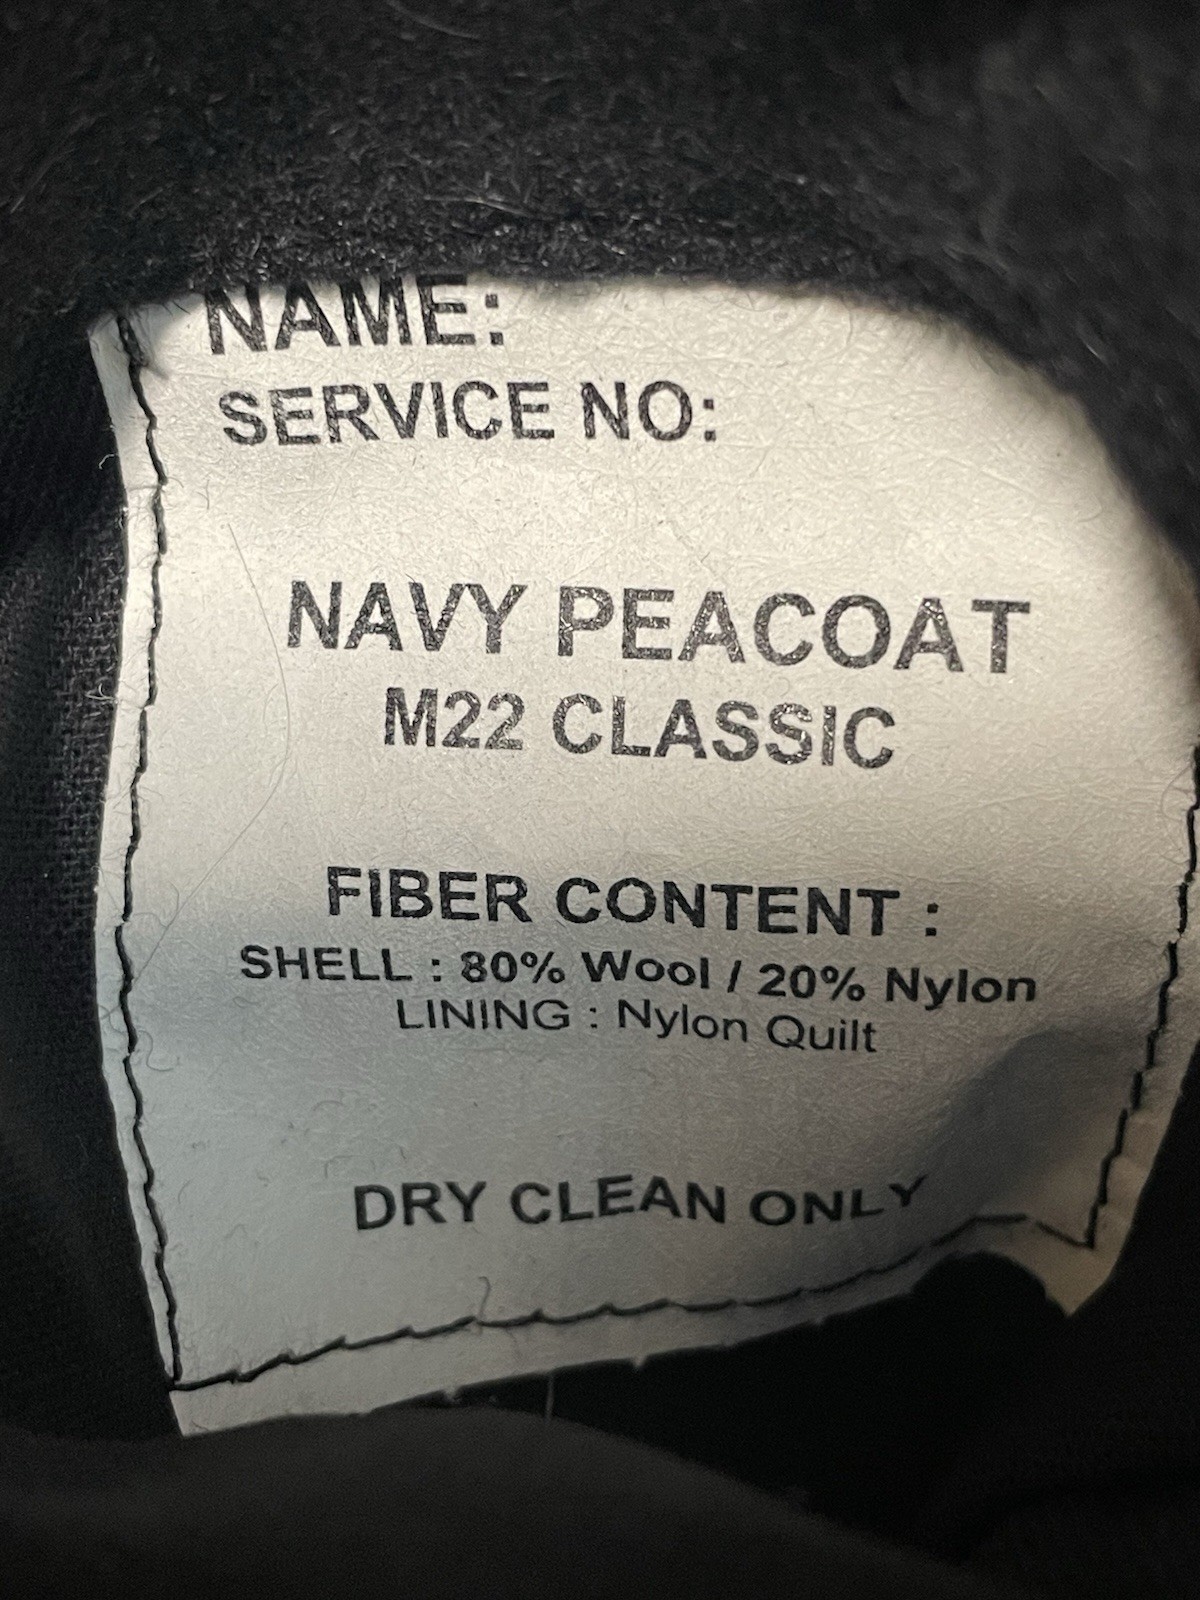 NAME:
SERVICE NO:
NAVY PEACOAT
M22 CLASSIC
FIBER CONTENT :
SHELL : 80% Wool / 20% Nylon
LINING : Nylon Quilt
DRY CLEAN ONLY